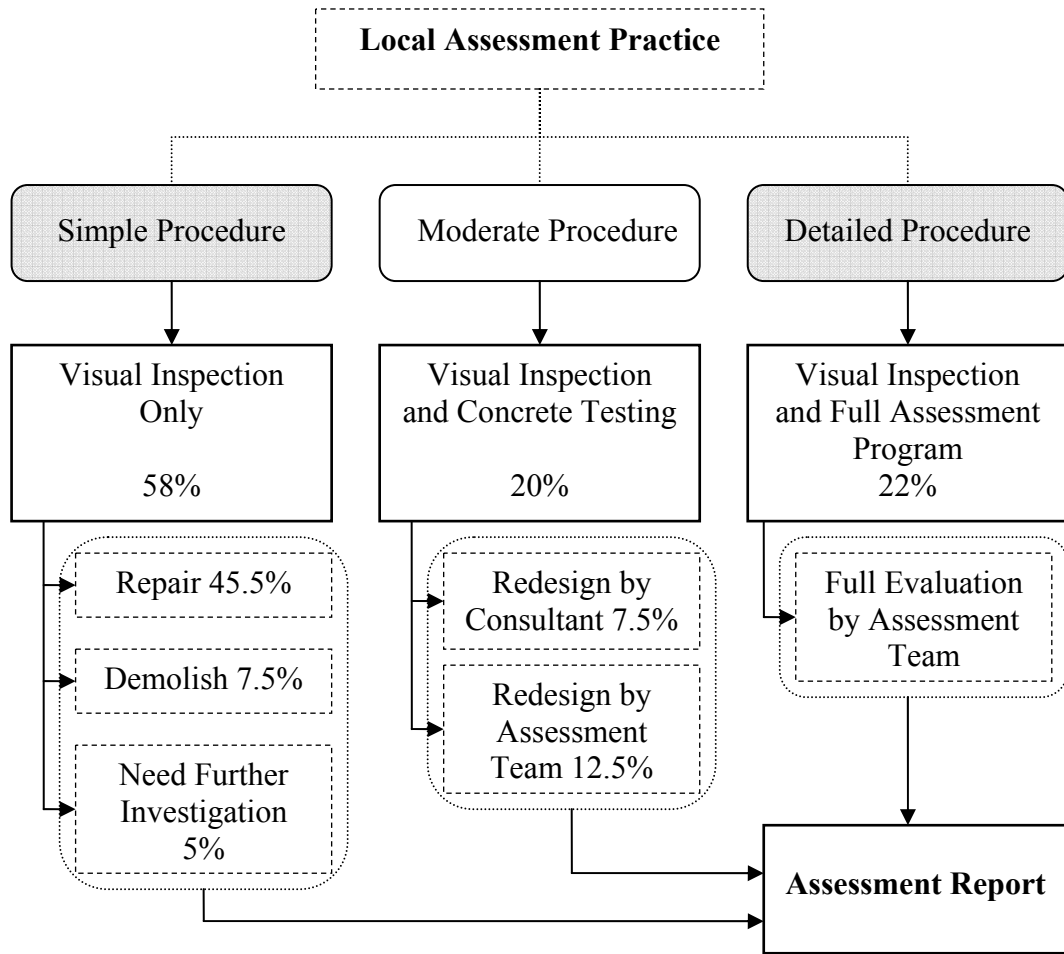 Local Assessment Practice
Simple Procedure
Moderate Procedure
Detailed Procedure
Visual Inspection
Only
58%
Visual Inspection
and Concrete Testing
20%
Visual Inspection
and Full Assessment
Program
22%
Repair 45.5%
Demolish 7.5%
Need Further
Investigation
5%
Redesign by
Consultant 7.5%
Redesign by
Assessment
Team 12.5%
Full Evaluation
by Assessment
Team
Assessment Report